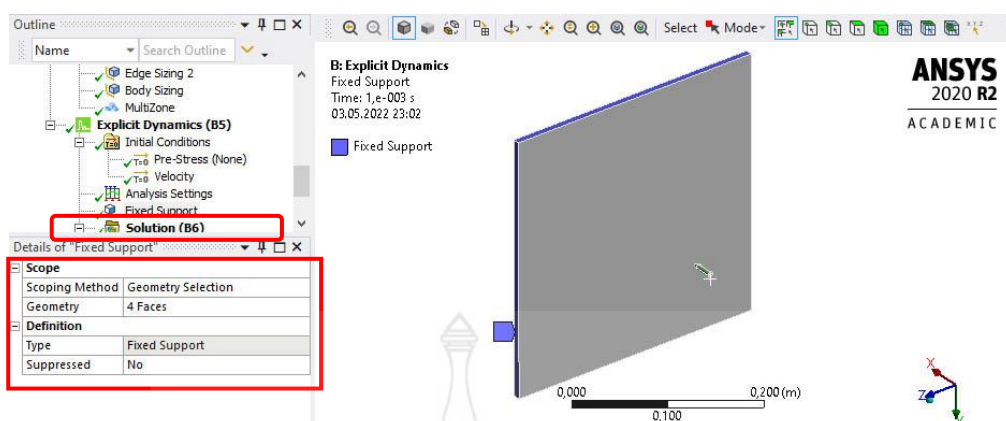 Outline
Name
Search Outline
Select
Mode
Edge Sizing 2
Body Sizing
MultiZone
Explicit Dynamics (B5)
Initial Conditions
Pre-Stress (None)
Velocity
Analysis Settings
Fixed Support
Solution (B6)
Details of "Fixed Support"
Scope
Scoping Method Geometry Selection
Geometry 4 Faces
Definition
Type Fixed Support
Suppressed No
B: Explicit Dynamics
Fixed Support
Time: 1,e-003 s
03.05.2022 23:02
Fixed Support
ANSYS
2020 R2
ACADEMIC
0,000 0,200 (m)
0,100
X
Z
Y